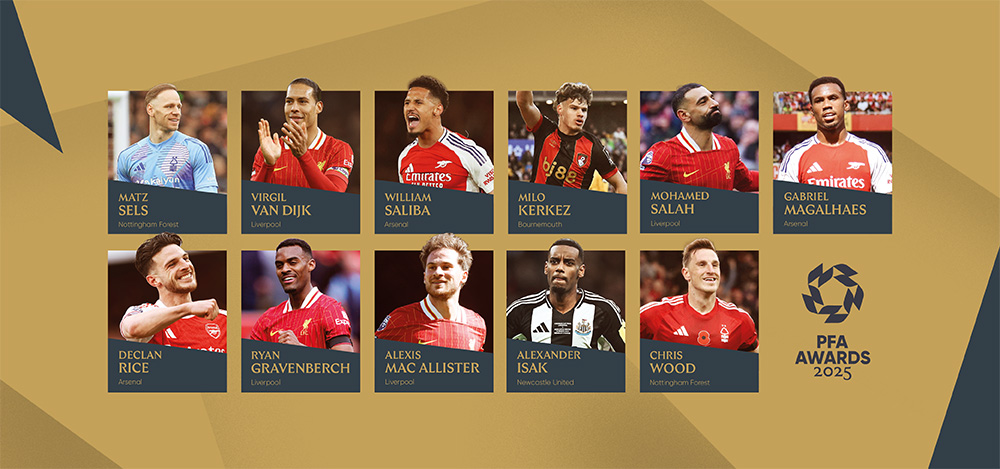 MATZ
SELS
Nottingham Forest
VIRGIL
VAN DIJK
Liverpool
WILLIAM
SALIBA
Arsenal
MILO
KERKEZ
Bournemouth
MOHAMED
SALAH
Liverpool
GABRIEL
MAGALHAES
Arsenal
Emirates
bj88
Emirates
DECLAN
RICE
Arsenal
RYAN
GRAVENBERCH
Liverpool
ALEXIS
MAC ALLISTER
Liverpool
ALEXANDER
ISAK
Newcastle United
CHRIS
WOOD
Nottingham Forest
PFA
AWARDS
2025